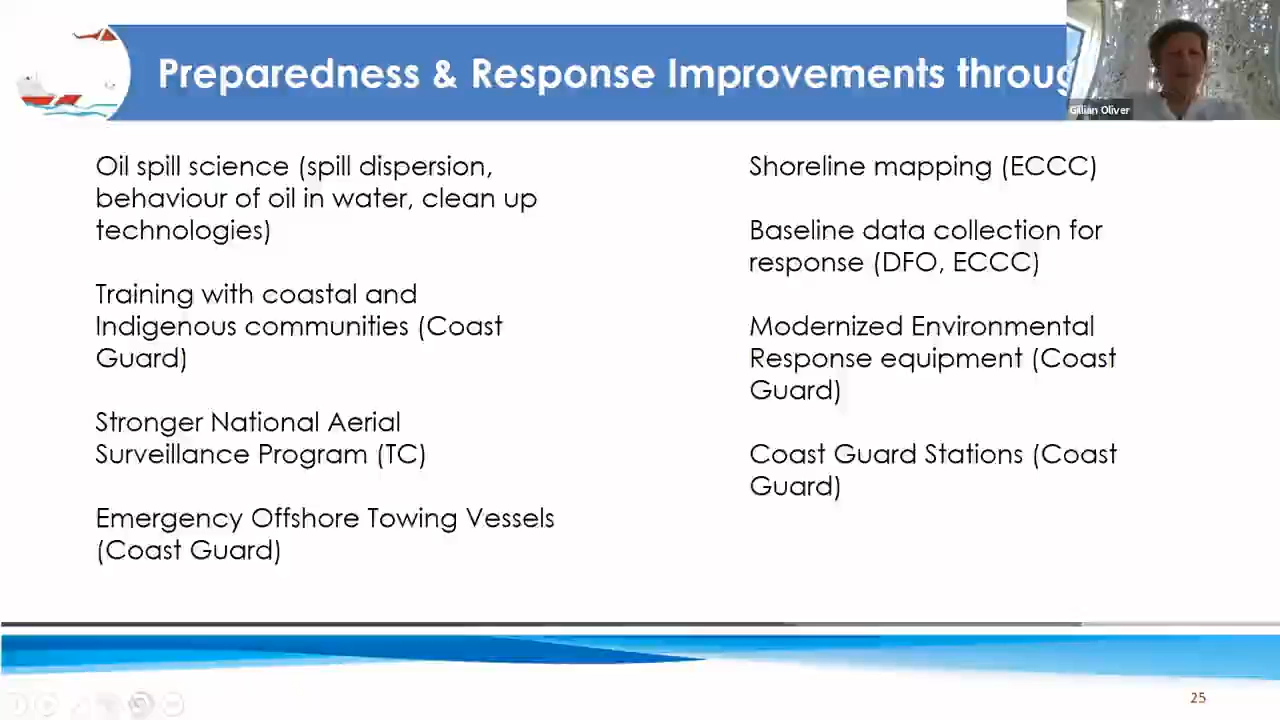 Preparedness & Response Improvements throug
Gillian Oliver
Oil spill science (spill dispersion,
behaviour of oil in water, clean up
technologies)
Training with coastal and
Indigenous communities (Coast
Guard)
Stronger National Aerial
Surveillance Program (TC)
Emergency Offshore Towing Vessels
(Coast Guard)
Shoreline mapping (ECCC)
Baseline data collection for
response (DFO, ECCC)
Modernized Environmental
Response equipment (Coast
Guard)
Coast Guard Stations (Coast
Guard)
25